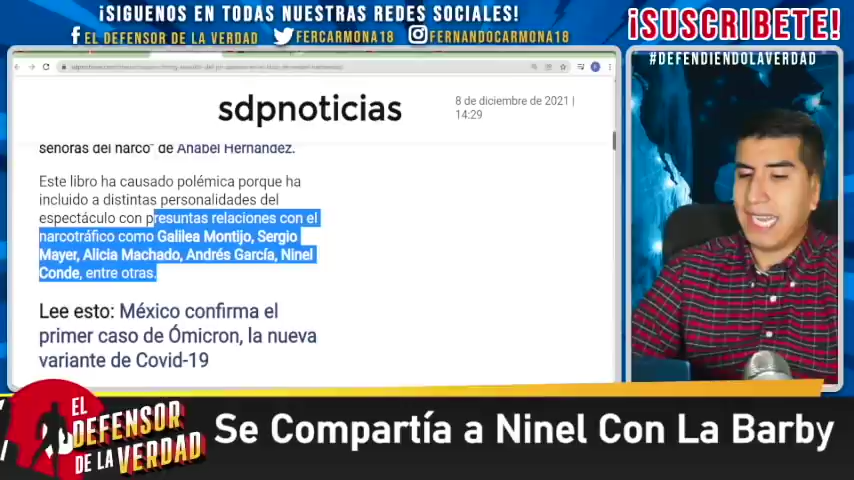 ¡SIGUENOS EN TODAS NUESTRAS REDES SOCIALES!
EL DEFENSOR DE LA VERDAD
FERCARMONA18
FERNANDOCARMONA18
¡SUSCRIBETE!
#DEFENDIENDOLAVERDAD
sdpnoticias
8 de diciembre de 2021 |
14:29
señoras del narco" de Anabel Hernández.
Este libro ha causado polémica porque ha
incluido a distintas personalidades del
espectáculo con presuntas relaciones con el
narcotráfico como Galilea Montijo, Sergio
Mayer, Alicia Machado, Andrés García, Ninel
Conde, entre otras.
Lee esto: México confirma el
primer caso de Ómicron, la nueva
variante de Covid-19
EL
DEFENSOR
DE LA VERDAD
Se Compartía a Ninel Con La Barby